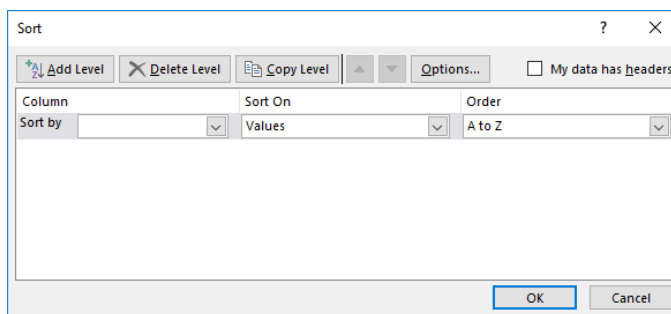 Sort ?
Add Level Delete Level Copy Level Options... My data has headers
Column Sort On Order
Sort by Values A to Z
OK Cancel